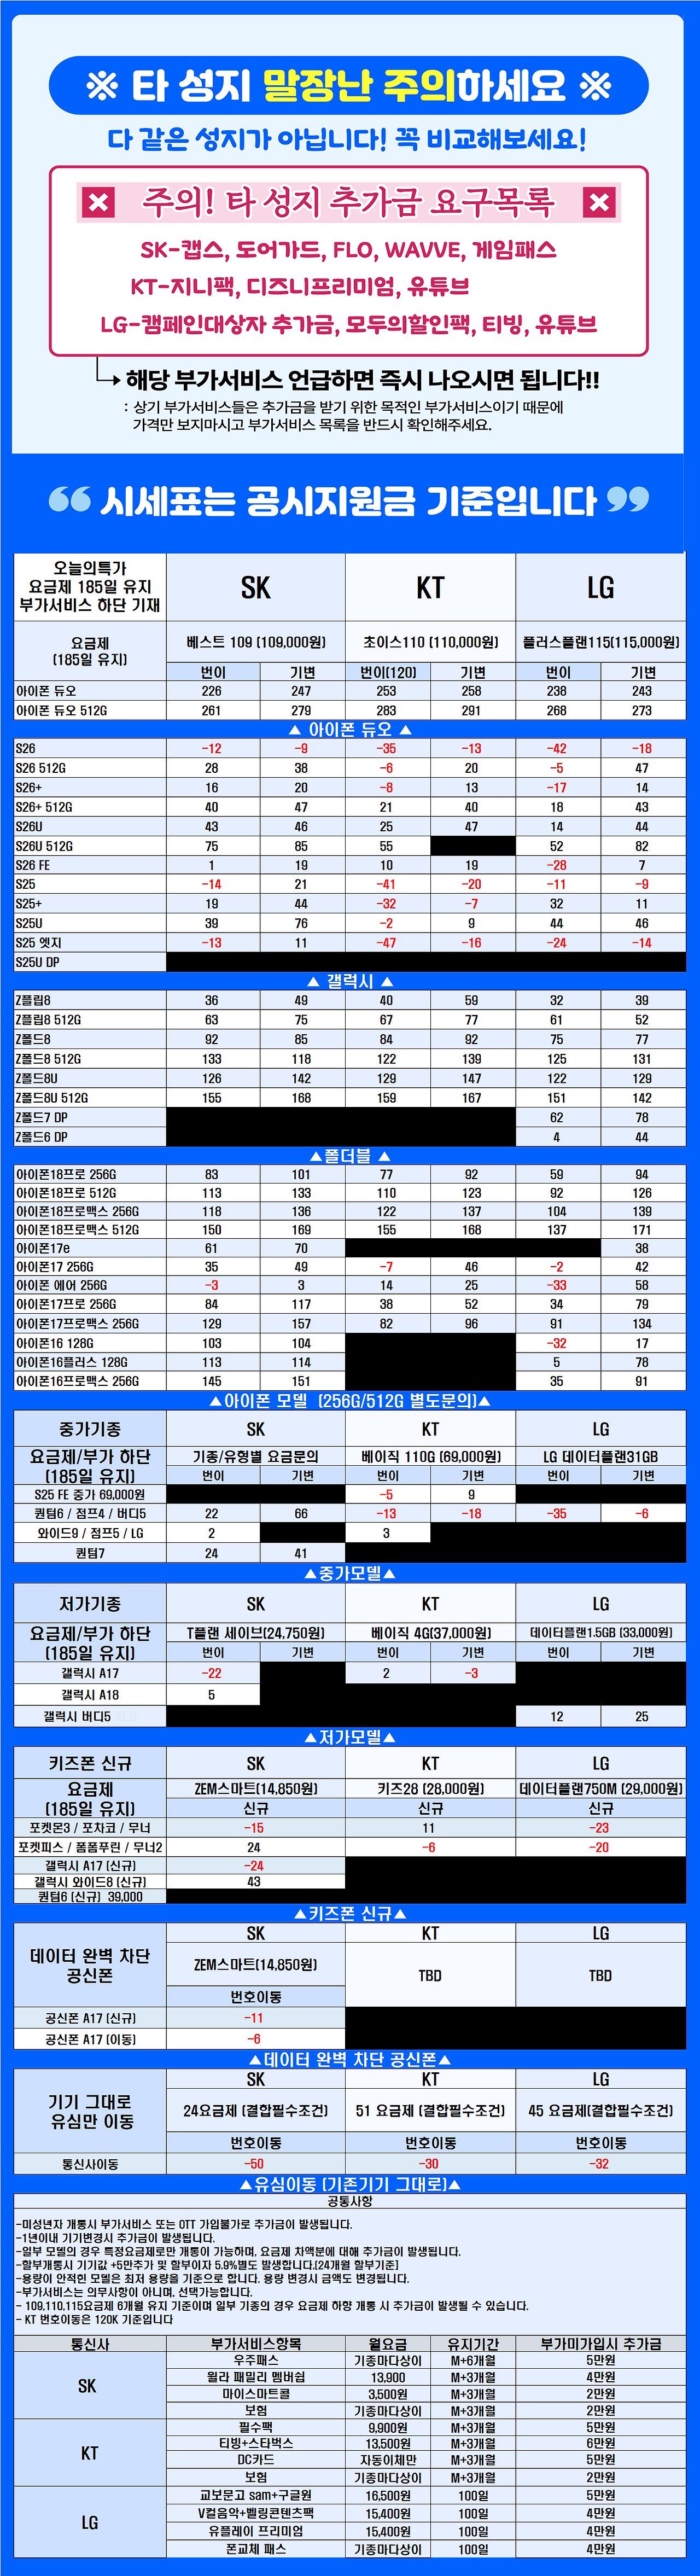 ※ 타 성지 말장난 주의하세요 ※
다 같은 성지가 아닙니다! 꼭 비교해보세요!
주의! 타 성지 추가금 요구목록
SK-캡스, 도어가드, FLO, WAVVE, 게임패스
KT-지니팩, 디즈니프리미엄, 유튜브
LG-캠페인대상자 추가금, 모두의할인팩, 티빙, 유튜브
해당 부가서비스 언급하면 즉시 나오시면 됩니다!!
: 상기 부가서비스들은 추가금을 받기 위한 목적인 부가서비스이기 때문에
가격만 보지마시고 부가서비스 목록을 반드시 확인해주세요.
“ 시세표는 공시지원금 기준입니다 ”
오늘의특가
요금제 185일 유지
부가서비스 하단 기재
SK KT LG
요금제
(185일 유지)
베스트 109 (109,000원) 초이스110 (110,000원) 플러스플랜115(115,000원)
번이 기변 번이(120) 기변 번이 기변
아이폰 듀오 226 247 253 258 238 243
아이폰 듀오 512G 261 279 283 291 268 273
▲ 아이폰 듀오 ▲
S26 -12 -9 -35 -13 -42 -18
S26 512G 28 38 -6 20 -5 47
S26+ 16 20 -8 13 -17 14
S26+ 512G 40 47 21 40 18 43
S26U 43 46 25 47 14 44
S26U 512G 75 85 55 52 82
S26 FE 1 19 10 19 -28 7
S25 -14 21 -41 -20 -11 -9
S25+ 19 44 -32 -7 32 11
S25U 39 76 -2 9 44 46
S25 엣지 -13 11 -47 -16 -24 -14
S25U DP
▲ 갤럭시 ▲
Z플립8 36 49 40 59 32 39
Z플립8 512G 63 75 67 77 61 52
Z폴드8 92 85 84 92 75 77
Z폴드8 512G 133 118 122 139 125 131
Z폴드8U 126 142 129 147 122 129
Z폴드8U 512G 155 168 159 167 151 142
Z폴드7 DP 62 78
Z폴드6 DP 4 44
▲폴더블 ▲
아이폰18프로 256G 83 101 77 92 59 94
아이폰18프로 512G 113 133 110 123 92 126
아이폰18프로맥스 256G 118 136 122 137 104 139
아이폰18프로맥스 512G 150 169 155 168 137 171
아이폰17e 61 70 38
아이폰17 256G 35 49 -7 46 -2 42
아이폰 에어 256G -3 3 14 25 -33 58
아이폰17프로 256G 84 117 38 52 34 79
아이폰17프로맥스 256G 129 157 82 96 91 134
아이폰16 128G 103 104 -32 17
아이폰16플러스 128G 113 114 5 78
아이폰16프로맥스 256G 145 151 35 91
▲아이폰 모델 (256G/512G 별도문의)▲
중가기종 SK KT LG
요금제/부가 하단
(185일 유지)
기종/유형별 요금문의 베이직 110G (69,000원) LG 데이터플랜31GB
번이 기변 번이 기변 번이 기변
S25 FE 중가 69,000원 -5 9
퀀텀6 / 점프4 / 버디5 22 66 -13 -18 -35 -6
와이드9 / 점프5 / LG 2 3
퀀텀7 24 41
▲중가모델▲
저가기종 SK KT LG
요금제/부가 하단
(185일 유지)
T플랜 세이브(24,750원) 베이직 4G(37,000원) 데이터플랜1.5GB (33,000원)
번이 기변 번이 기변 번이 기변
갤럭시 A17 -22 2 -3
갤럭시 A18 5
갤럭시 버디5 12 25
▲저가모델▲
키즈폰 신규 SK KT LG
요금제
(185일 유지)
ZEM스마트(14,850원) 키즈28 (28,000원) 데이터플랜750M (29,000원)
신규 신규 신규
포켓몬3 / 포차코 / 무너 -15 11 -23
포켓피스 / 폼폼푸린 / 무너2 24 -6 -20
갤럭시 A17 (신규) -24
갤럭시 와이드8 (신규) 43
퀀텀6 (신규) 39,000
▲키즈폰 신규▲
데이터 완벽 차단
공신폰
SK KT LG
ZEM스마트(14,850원) TBD TBD
번호이동
공신폰 A17 (신규) -11
공신폰 A17 (이동) -6
▲데이터 완벽 차단 공신폰▲
기기 그대로
유심만 이동
SK KT LG
24요금제 (결합필수조건) 51 요금제 (결합필수조건) 45 요금제(결합필수조건)
번호이동 번호이동 번호이동
통신사이동 -50 -30 -32
▲유심이동 (기존기기 그대로)▲
공통사항
-미성년자 개통시 부가서비스 또는 OTT 가입불가로 추가금이 발생됩니다.
-1년이내 기기변경시 추가금이 발생됩니다.
-일부 모델의 경우 특정요금제로만 개통이 가능하며, 요금제 차액분에 대해 추가금이 발생됩니다.
-할부개통시 기기값 +5만추가 및 할부이자 5.9%별도 발생합니다.[24개월 할부기준]
-용량이 안적힌 모델은 최저 용량을 기준으로 합니다. 용량 변경시 금액도 변경됩니다.
-부가서비스는 의무사항이 아니며, 선택가능합니다.
- 109,110,115요금제 6개월 유지 기준이며 일부 기종의 경우 요금제 하향 개통 시 추가금이 발생될 수 있습니다.
- KT 번호이동은 120K 기준입니다
통신사 부가서비스항목 월요금 유지기간 부가미가입시 추가금
SK
우주패스 기종마다상이 M+6개월 5만원
윌라 패밀리 멤버쉽 13,900 M+3개월 4만원
마이스마트콜 3,500원 M+3개월 2만원
보험 기종마다상이 M+3개월 2만원
KT
필수팩 9,900원 M+3개월 5만원
티빙+스타벅스 13,500원 M+3개월 6만원
DC카드 자동이체만 M+3개월 5만원
보험 기종마다상이 M+3개월 2만원
LG
교보문고 sam+구글원 16,500원 100일 5만원
V컬음악+벨링콘텐츠팩 15,400원 100일 4만원
유플레이 프리미엄 15,400원 100일 4만원
폰교체 패스 기종마다상이 100일 4만원